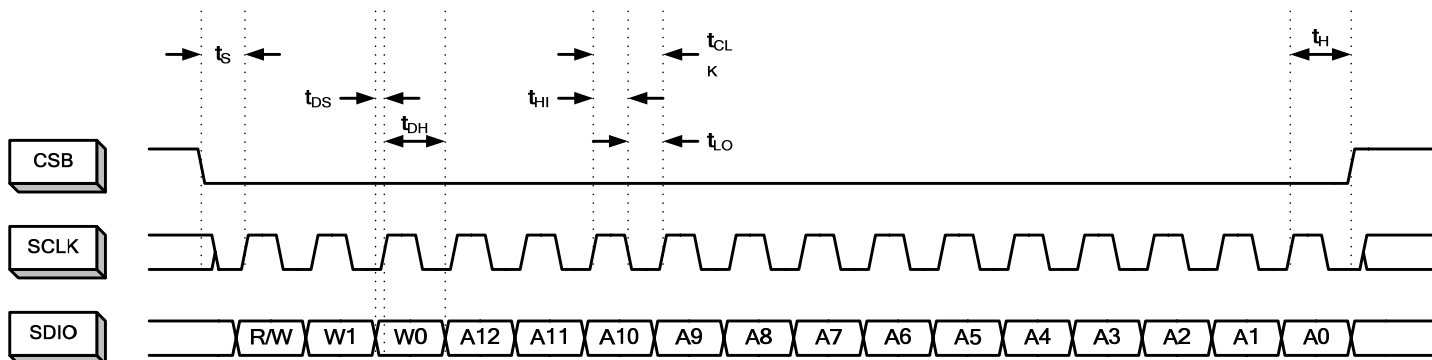 tS tCLK tH
tDS tHI
tDH tLO
CSB
SCLK
SDIO R/W W1 W0 A12 A11 A10 A9 A8 A7 A6 A5 A4 A3 A2 A1 A0